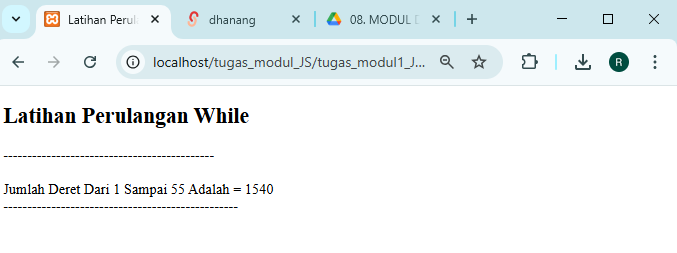 Latihan Perul
dhanang
08. MODUL
localhost/tugas_modul_JS/tugas_modul1_J...
R
Latihan Perulangan While
--------------------------------------------
Jumlah Deret Dari 1 Sampai 55 Adalah = 1540
-------------------------------------------------